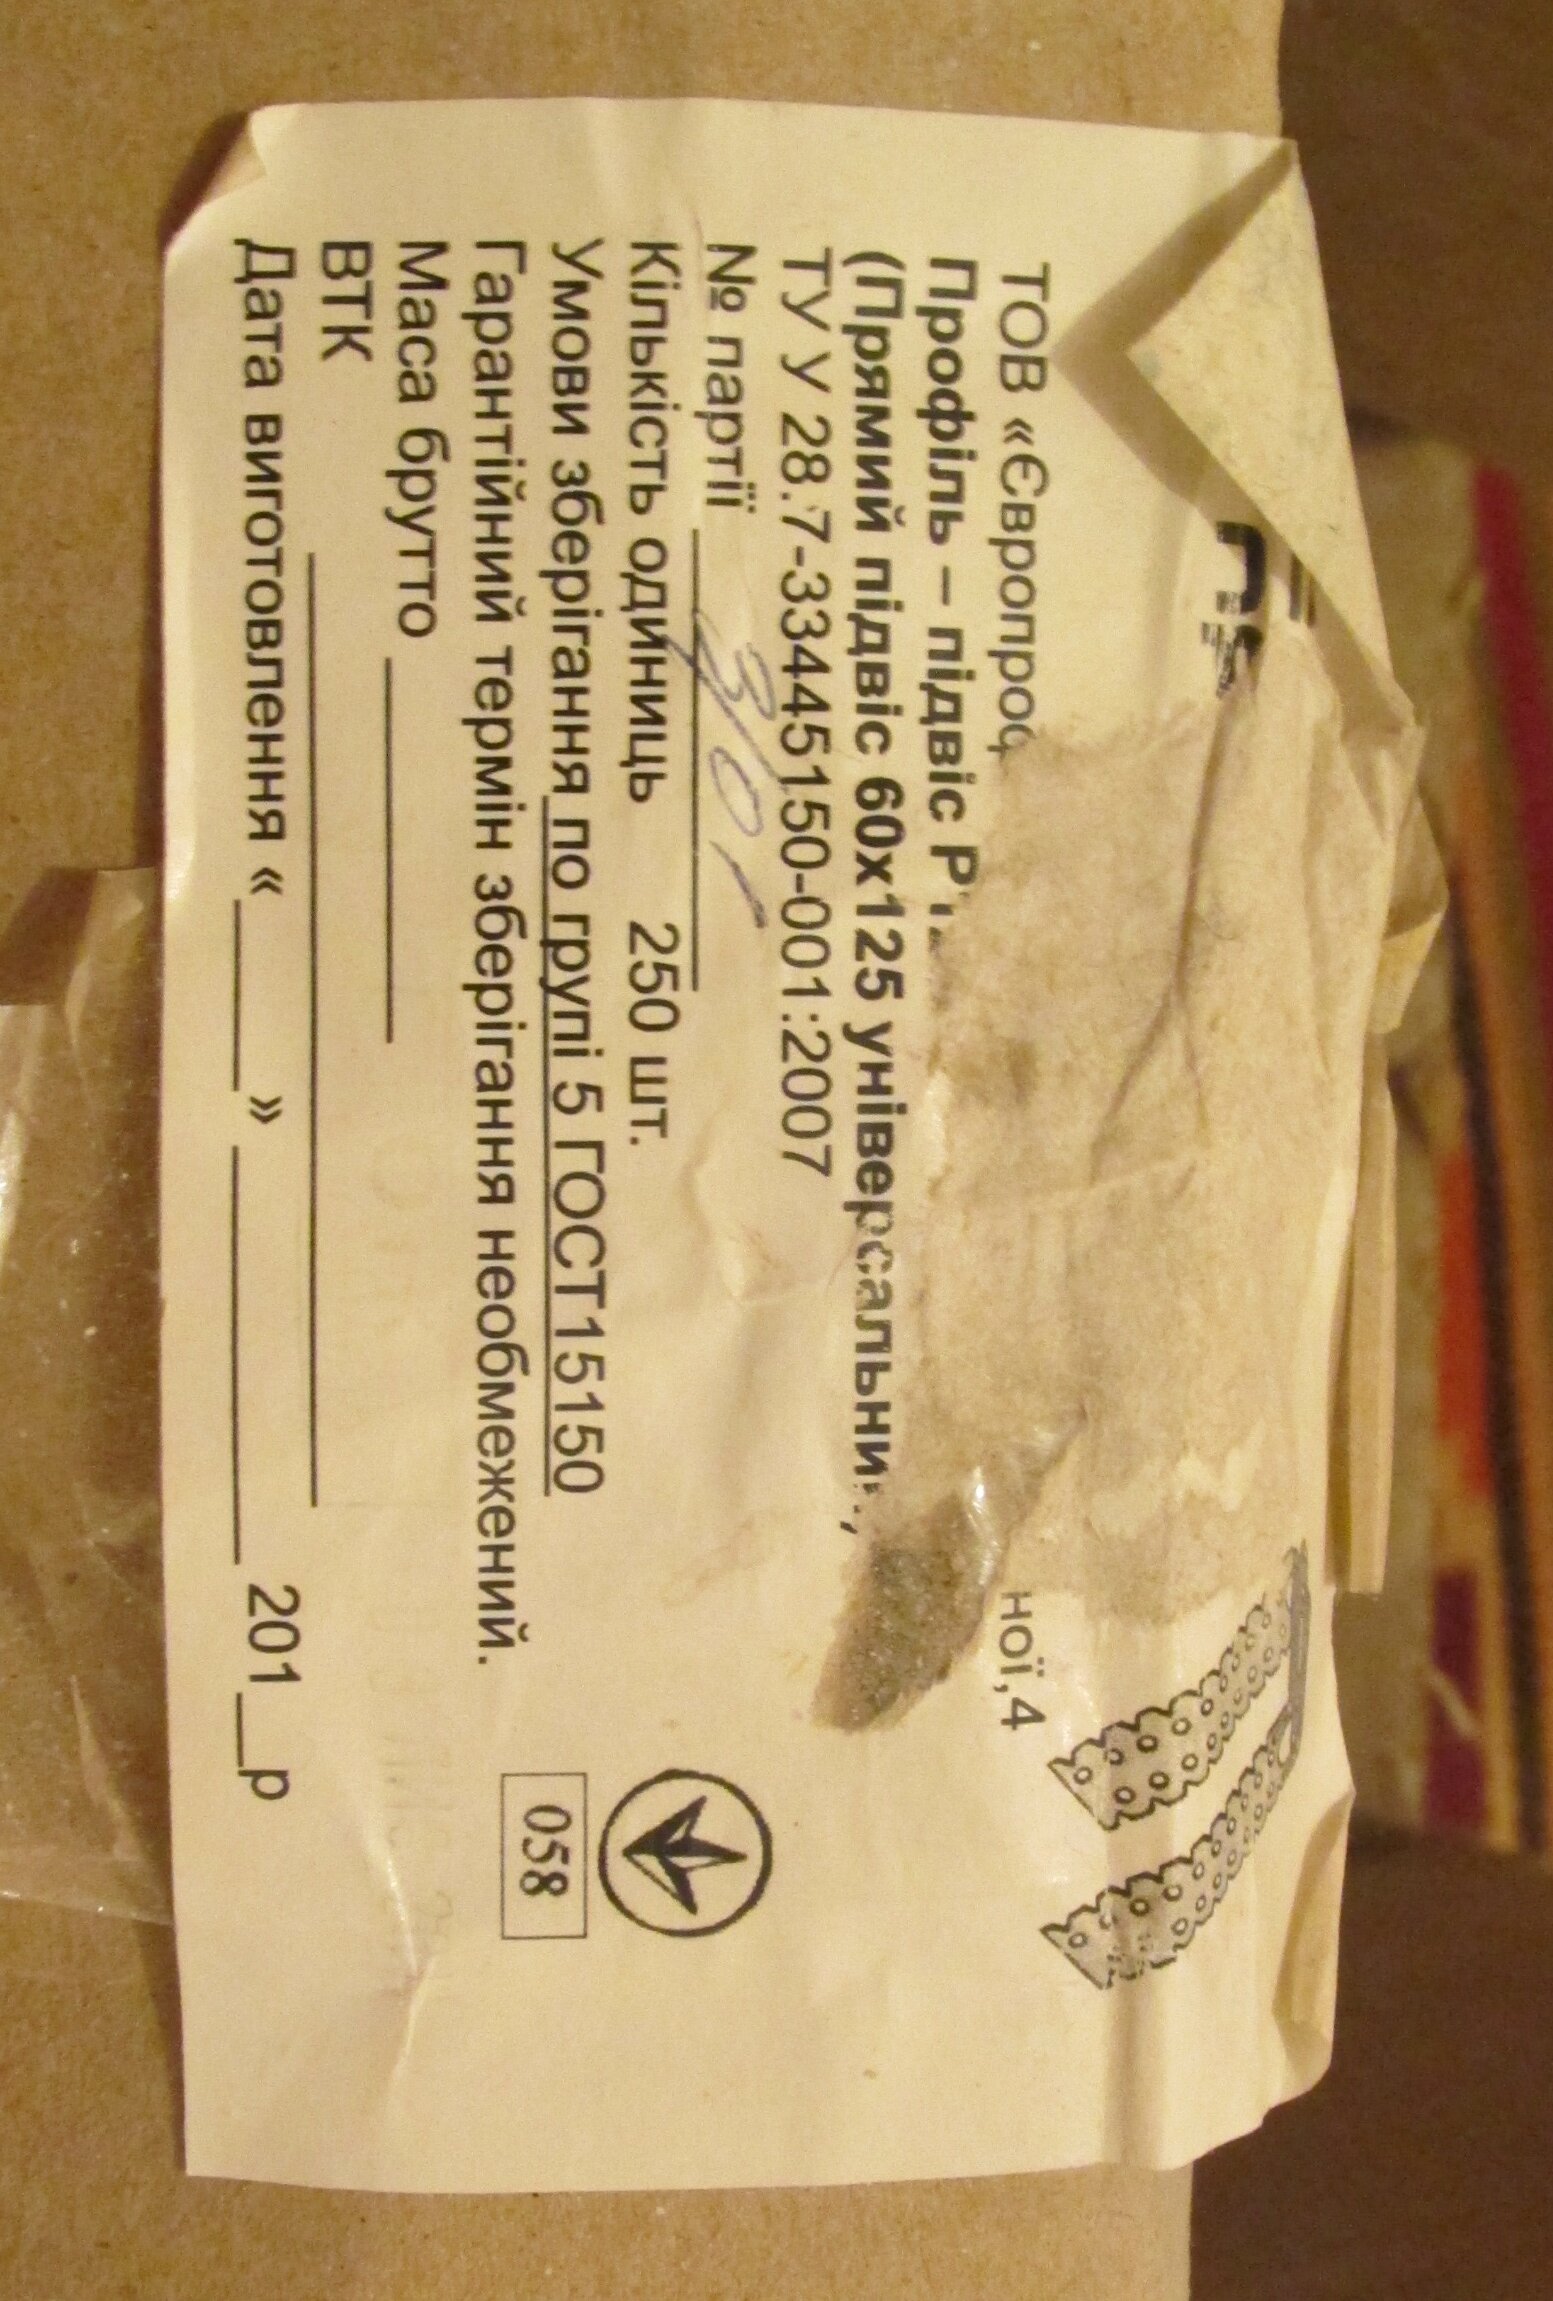 ТОВ «Європроф ної,4
Профіль – підвіс
(Прямий підвіс 60х125 універсальни
ТУ У 28.7-33445150-001:2007
№ партії 301
Кількість одиниць 250 шт.
Умови зберігання по групі 5 ГОСТ15150
Гарантійний термін зберігання необмежений.
Маса брутто
ВТК
Дата виготовлення « » 201 р
058